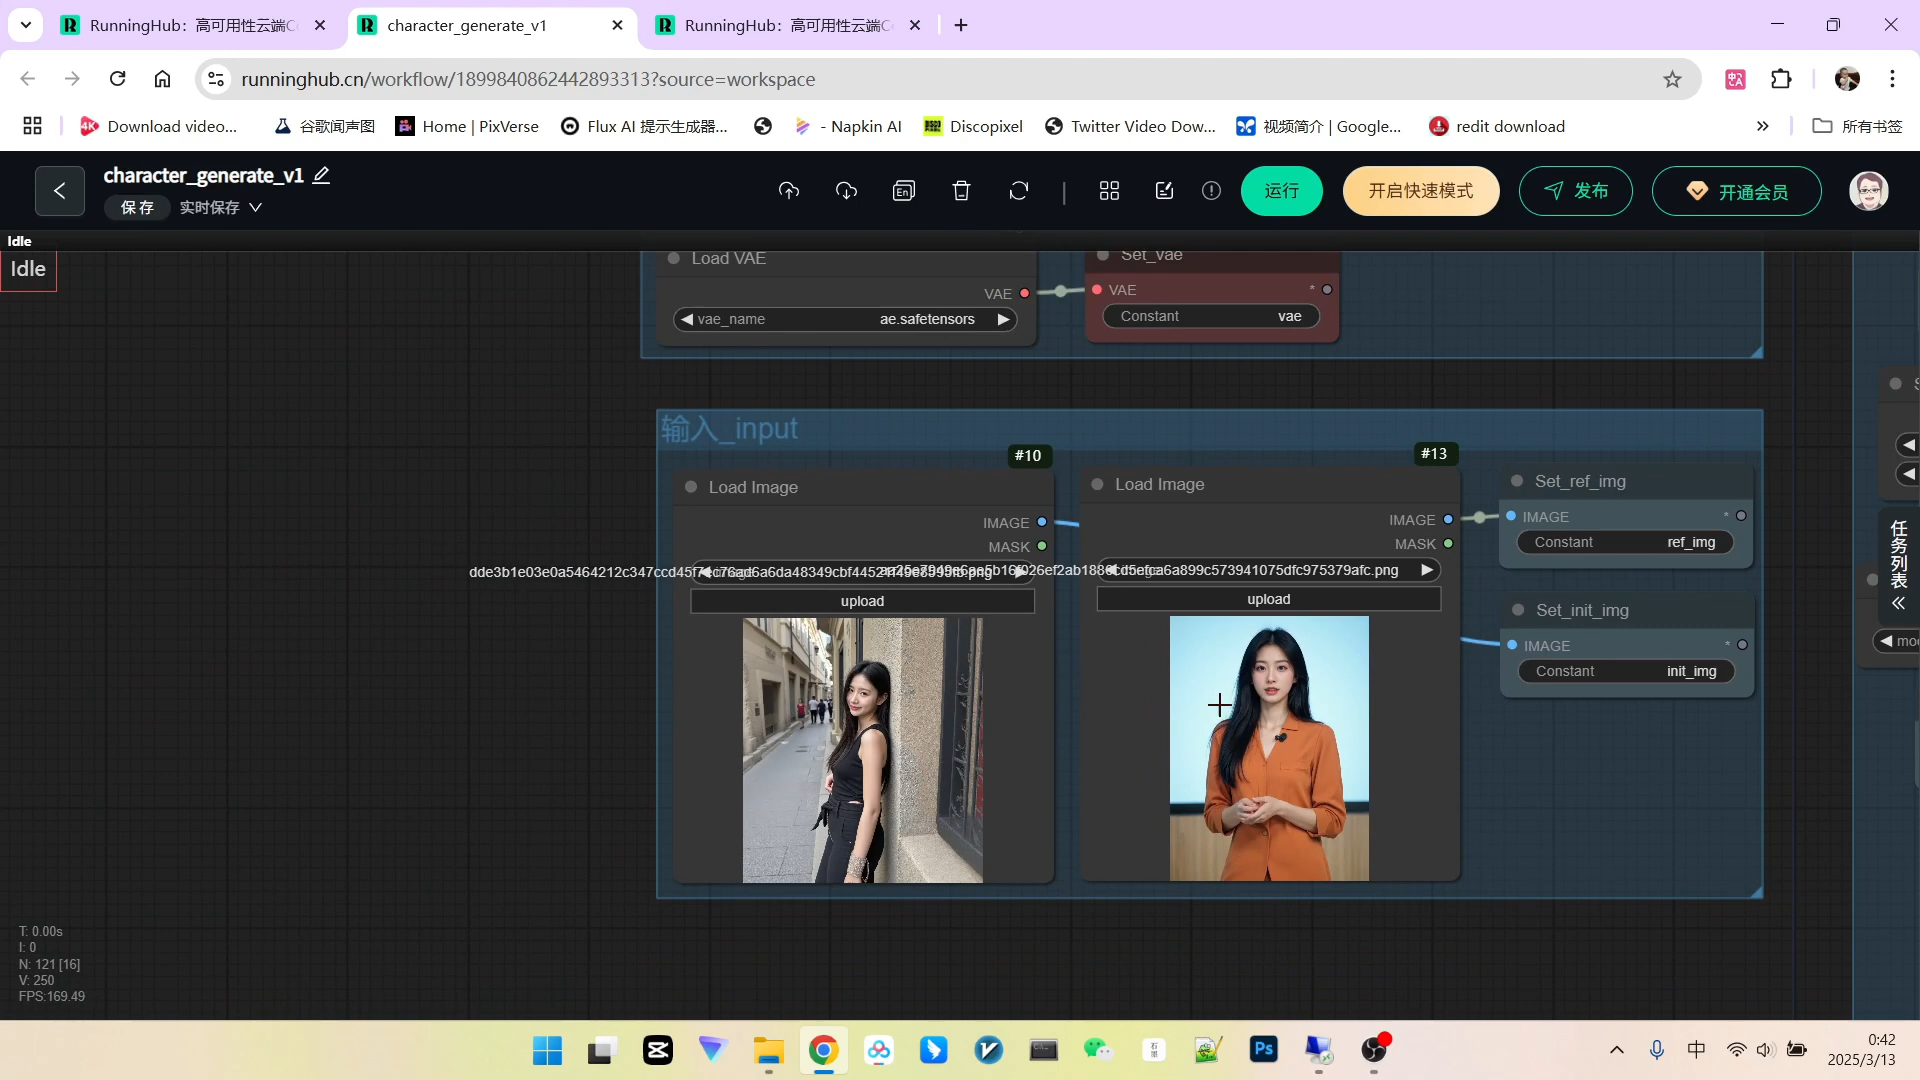 RunningHub：高可用性云端C
character_generate_v1
RunningHub：高可用性云端C
runninghub.cn/workflow/1899840862442893313?source=workspace
Download video...
谷歌闻声图
Home | PixVerse
Flux AI 提示生成器...
- Napkin AI
Discopixel
Twitter Video Dow...
视频简介 | Google...
redit download
所有书签
character_generate_v1
保存
实时保存
运行
开启快速模式
发布
开通会员
Idle
Idle
Load VAE
Set_vae
VAE
VAE
*
vae_name
ae.safetensors
Constant
vae
输入_input
#10
#13
Load Image
Load Image
Set_ref_img
IMAGE
IMAGE
IMAGE
*
MASK
MASK
Constant
ref_img
upload
upload
Set_init_img
IMAGE
*
Constant
init_img
任务列表
T: 0.00s
I: 0
N: 121 [16]
V: 250
FPS:169.49
Ps
中
0:42
2025/3/13